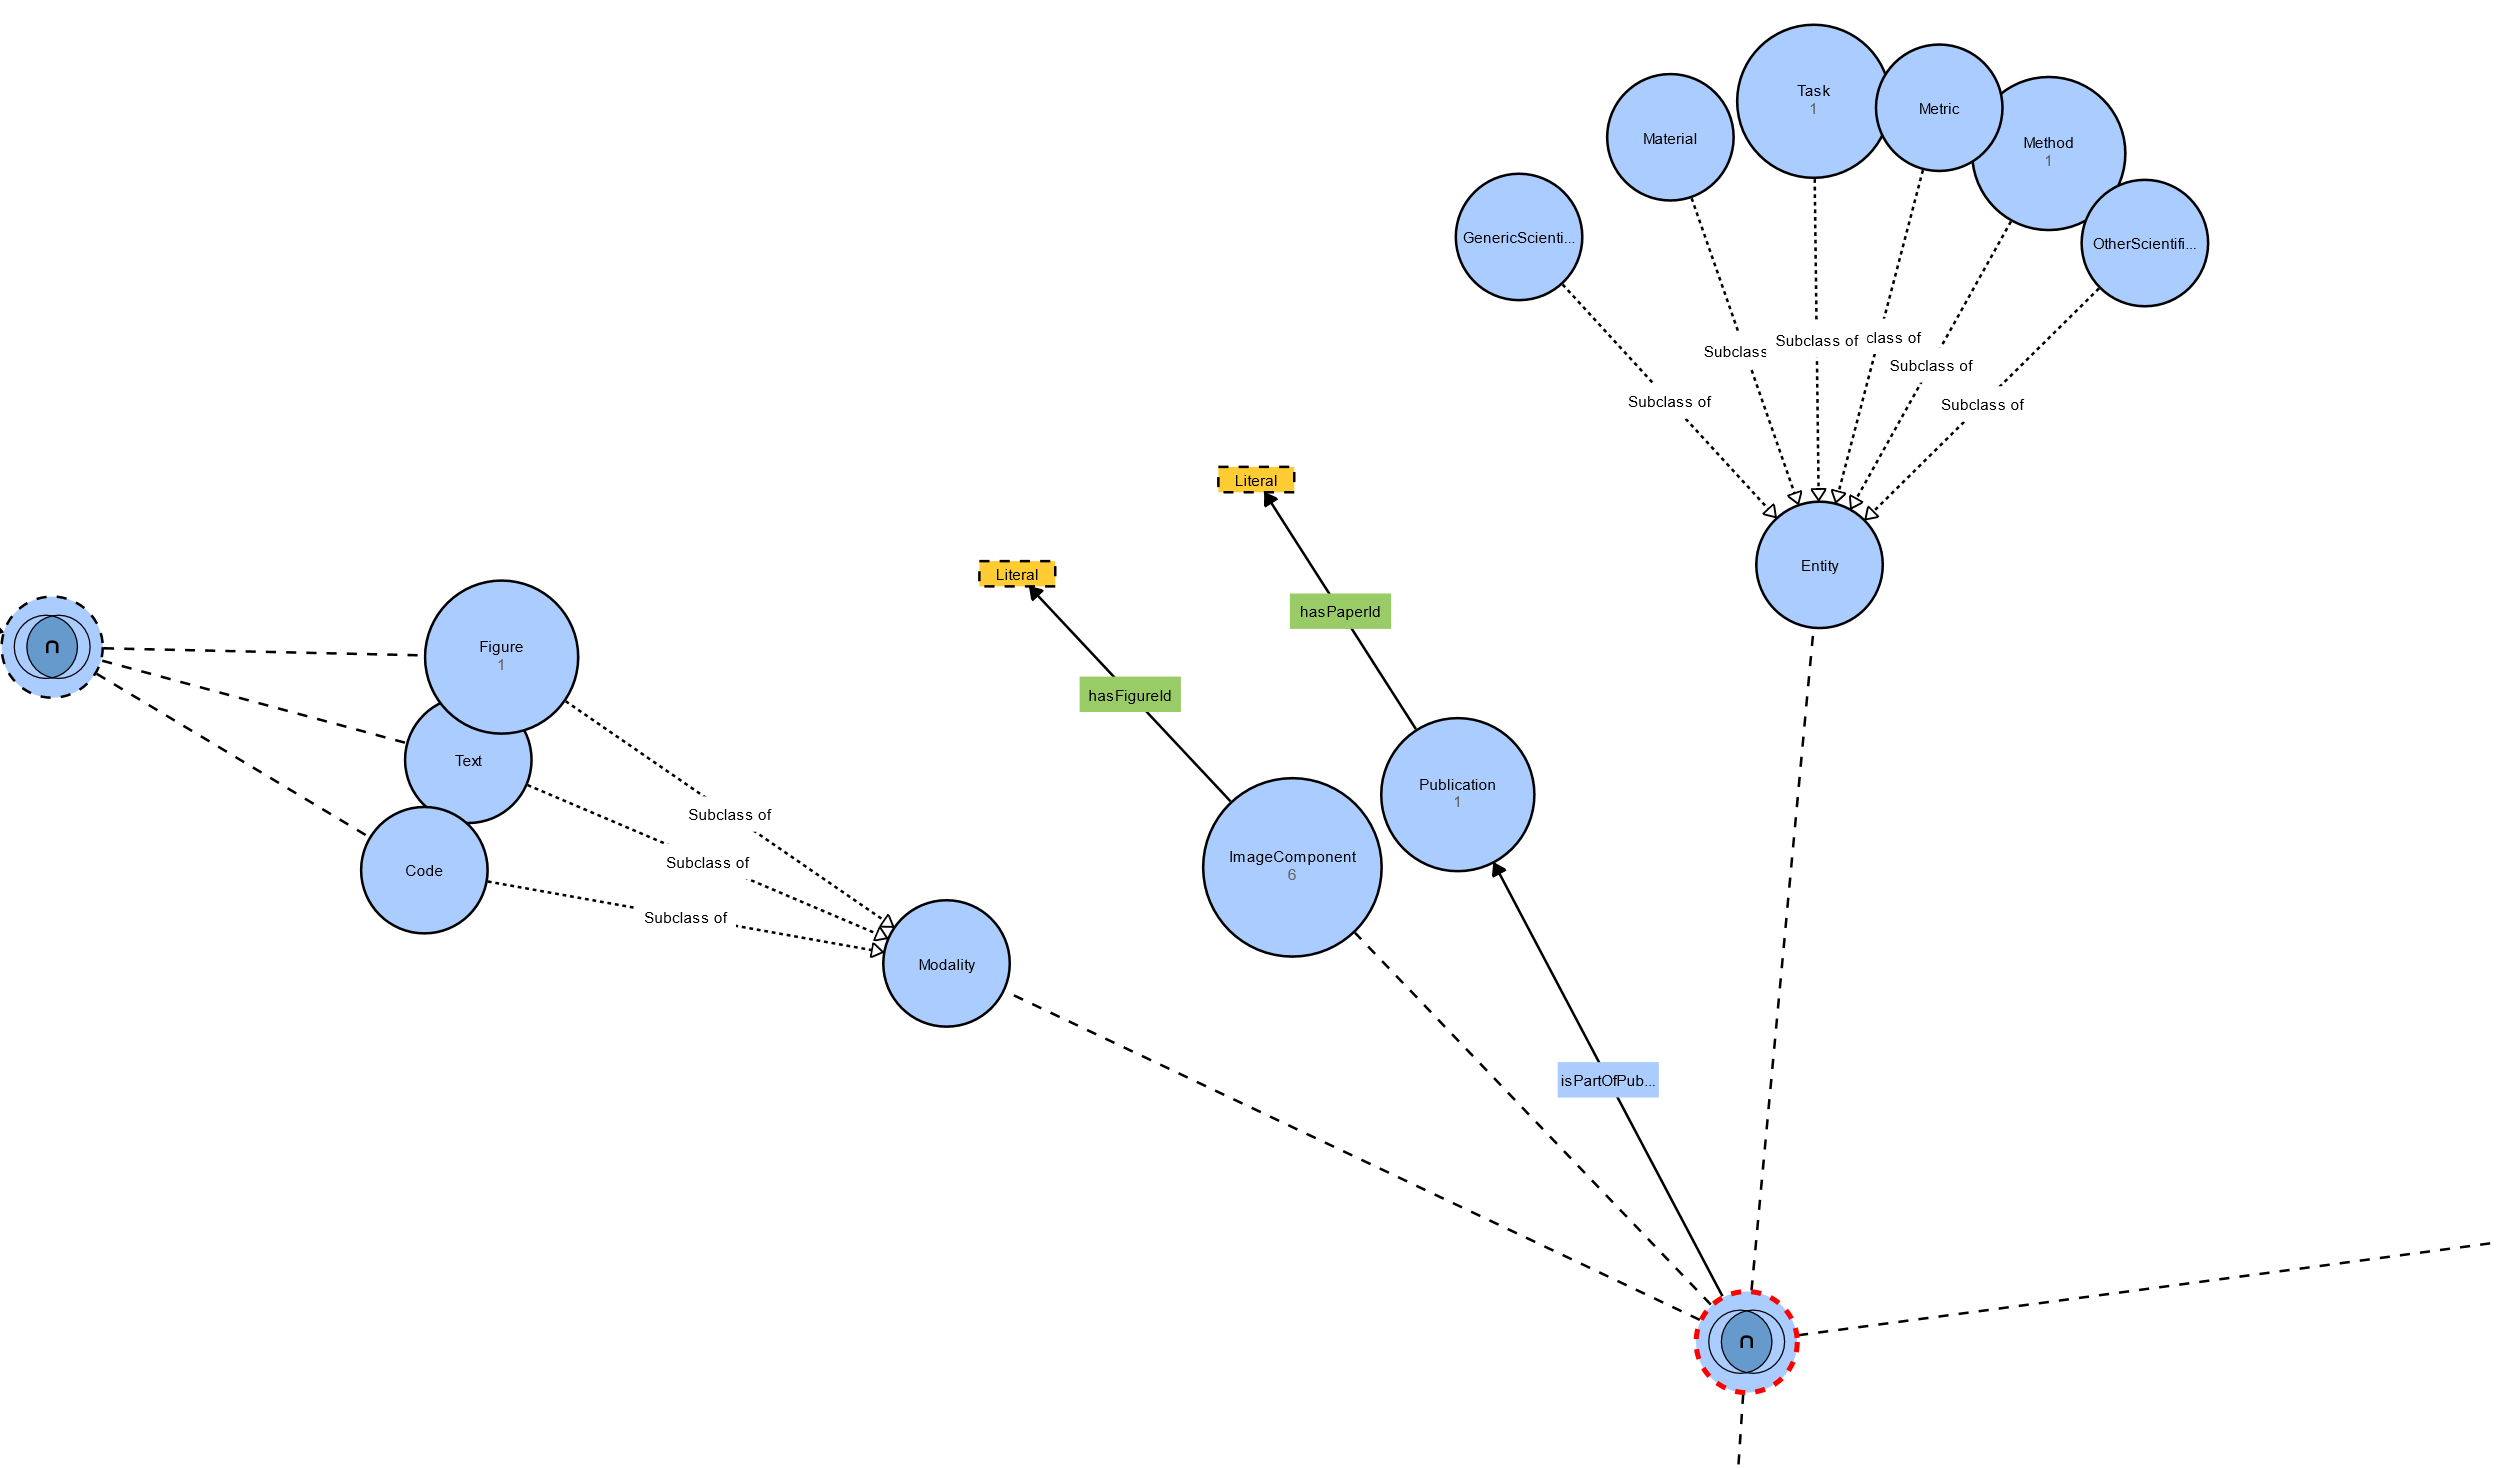 Task
1
Metric
Material
Method
1
GenericScienti...
OtherScientifi...
Subclass of
class of
Subclass
Subclass of
Subclass of
Subclass of
Literal
Entity
Literal
hasPaperId
Figure
1
∩
hasFigureId
Text
Publication
1
Subclass of
ImageComponent
6
Subclass of
Code
Subclass of
Modality
isPartOfPub...
∩